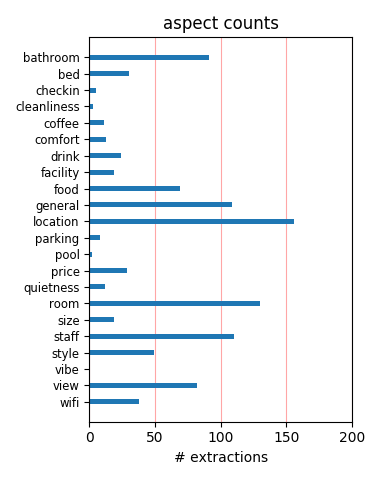 aspect counts
bathroom
bed
checkin
cleanliness
coffee
comfort
drink
facility
food
general
location
parking
pool
price
quietness
room
size
staff
style
vibe
view
wifi
0 50 100 150 200
# extractions